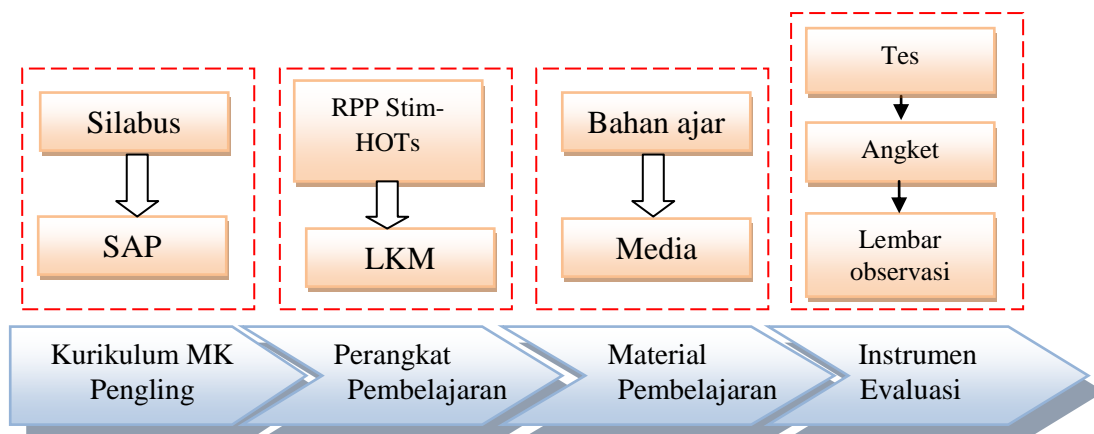 Silabus
SAP
RPP Stim-
HOTs
LKM
Bahan ajar
Media
Tes
Angket
Lembar
observasi
Kurikulum MK
Pengling
Perangkat
Pembelajaran
Material
Pembelajaran
Instrumen
Evaluasi